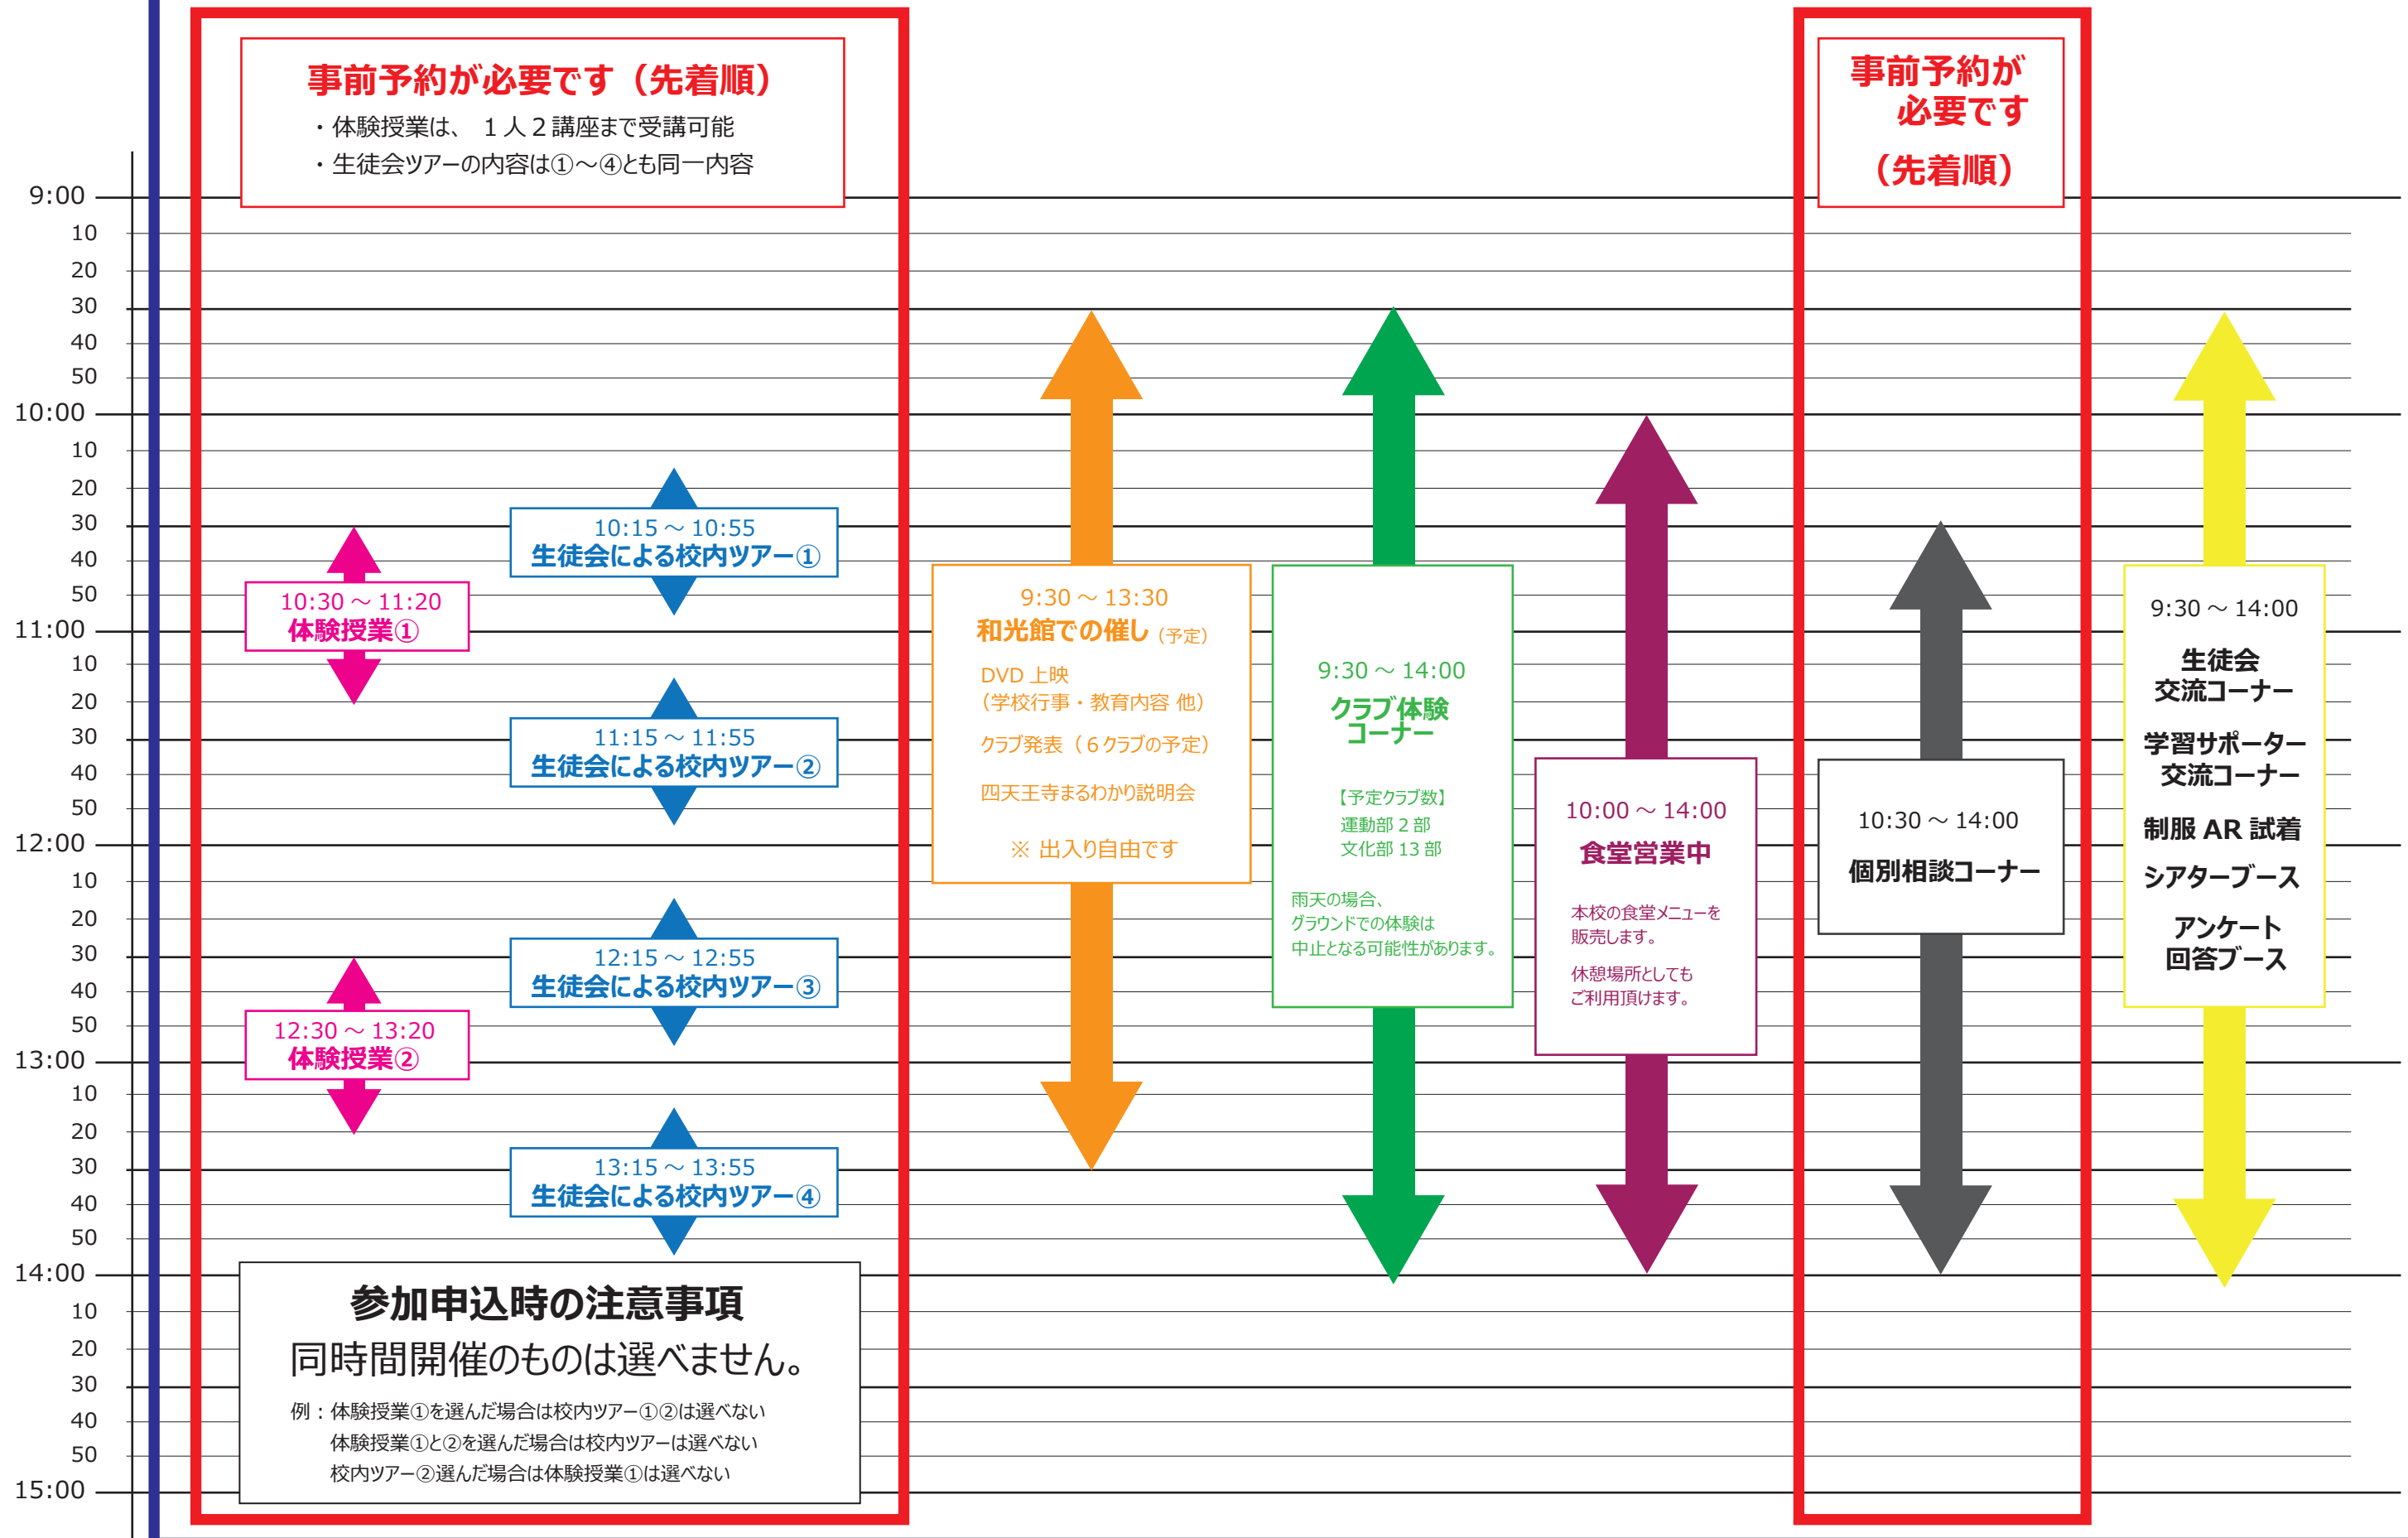 事前予約が必要です（先着順）
・体験授業は、 1人2講座まで受講可能
・生徒会ツアーの内容は①～④とも同一内容
事前予約が
必要です
（先着順）
9:00
10
20
30
40
50
10:00
10
20
30
40
50
11:00
10
20
30
40
50
12:00
10
20
30
40
50
13:00
10
20
30
40
50
14:00
10
20
30
40
50
15:00
10:30 ～ 11:20
体験授業①
12:30 ～ 13:20
体験授業②
10:15 ～ 10:55
生徒会による校内ツアー①
11:15 ～ 11:55
生徒会による校内ツアー②
12:15 ～ 12:55
生徒会による校内ツアー③
13:15 ～ 13:55
生徒会による校内ツアー④
9:30 ～ 13:30
和光館での催し（予定）
DVD 上映
（学校行事・教育内容 他）
クラブ発表（６クラブの予定）
四天王寺まるわかり説明会
※ 出入り自由です
9:30 ～ 14:00
クラブ体験
コーナー
【予定クラブ数】
運動部 2 部
文化部 13 部
雨天の場合、
グラウンドでの体験は
中止となる可能性があります。
10:00 ～ 14:00
食堂営業中
本校の食堂メニューを
販売します。
休憩場所としても
ご利用頂けます。
10:30 ～ 14:00
個別相談コーナー
9:30 ～ 14:00
生徒会
交流コーナー
学習サポーター
交流コーナー
制服 AR 試着
シアターブース
アンケート
回答ブース
参加申込時の注意事項
同時間開催のものは選べません。
例：体験授業①を選んだ場合は校内ツアー①②は選べない
体験授業①と②を選んだ場合は校内ツアーは選べない
校内ツアー②選んだ場合は体験授業①は選べない